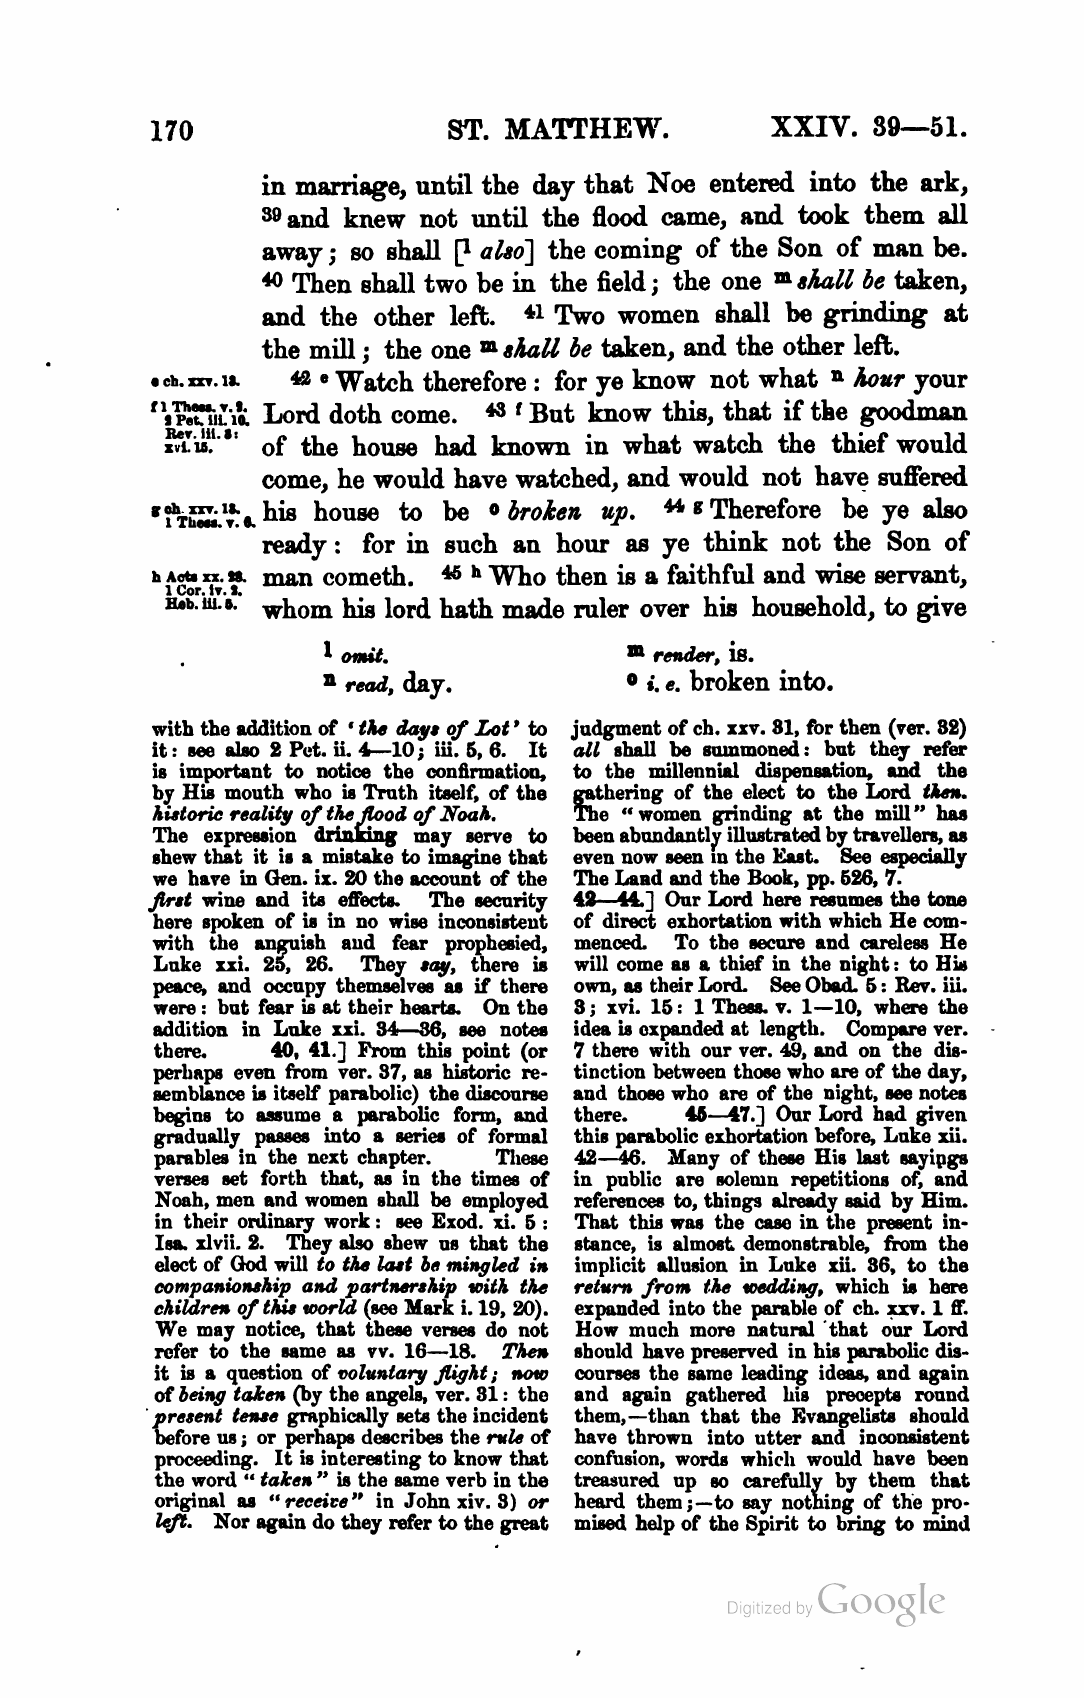 170 ST. MATTHEW. XXIV. 39—51.
in marriage, until the day that Noe entered into the ark,
39 and knew not until the flood came, and took them all
away; so shall [l also] the coming of the Son of man be.
40 Then shall two be in the field; the one m shall be taken,
and the other left. 41 Two women shall be grinding at
the mill; the one m shall be taken, and the other left.
e ch. xxv. 13.
42 e Watch therefore: for ye know not what n hour your
f 1 Thess. v. 2.
2 Pet. iii. 10.
Rev. iii. 3:
xvi. 15.
Lord doth come. 43 f But know this, that if the goodman
of the house had known in what watch the thief would
come, he would have watched, and would not have suffered
g ch. xxv. 13.
1 Thess. v. 6.
his house to be o broken up. 44 g Therefore be ye also
ready: for in such an hour as ye think not the Son of
h Acts xx. 28.
1 Cor. iv. 2.
Heb. iii. 5.
man cometh. 45 h Who then is a faithful and wise servant,
whom his lord hath made ruler over his household, to give
l omit.
m render, is.
n read, day.
o i. e. broken into.
with the addition of ‘the days of Lot’ to
it: see also 2 Pet. ii. 4—10; iii. 5, 6. It
is important to notice the confirmation,
by His mouth who is Truth itself, of the
historic reality of the flood of Noah.
The expression drinking may serve to
shew that it is a mistake to imagine that
we have in Gen. ix. 20 the account of the
first wine and its effects. The security
here spoken of is in no wise inconsistent
with the anguish and fear prophesied,
Luke xxi. 25, 26. They say, there is
peace, and occupy themselves as if there
were: but fear is at their hearts. On the
addition in Luke xxi. 34—36, see notes
there. 40, 41.] From this point (or
perhaps even from ver. 37, as historic re-
semblance is itself parabolic) the discourse
begins to assume a parabolic form, and
gradually passes into a series of formal
parables in the next chapter. These
verses set forth that, as in the times of
Noah, men and women shall be employed
in their ordinary work: see Exod. xi. 5:
Isa. xlvii. 2. They also shew us that the
elect of God will to the last be mingled in
companionship and partnership with the
children of this world (see Mark i. 19, 20).
We may notice, that these verses do not
refer to the same as vv. 16—18. Then
it is a question of voluntary flight; now
of being taken (by the angels, ver. 31: the
present tense graphically sets the incident
before us; or perhaps describes the rule of
proceeding. It is interesting to know that
the word “taken” is the same verb in the
original as “receive” in John xiv. 3) or
left. Nor again do they refer to the great
judgment of ch. xxv. 31, for then (ver. 32)
all shall be summoned: but they refer
to the millennial dispensation, and the
gathering of the elect to the Lord then.
The “women grinding at the mill” has
been abundantly illustrated by travellers, as
even now seen in the East. See especially
The Land and the Book, pp. 526, 7.
42—44.] Our Lord here resumes the tone
of direct exhortation with which He com-
menced. To the secure and careless He
will come as a thief in the night: to His
own, as their Lord. See Obad. 5: Rev. iii.
3; xvi. 15: 1 Thess. v. 1—10, where the
idea is expanded at length. Compare ver.
7 there with our ver. 49, and on the dis-
tinction between those who are of the day,
and those who are of the night, see notes
there. 45—47.] Our Lord had given
this parabolic exhortation before, Luke xii.
42—46. Many of these His last sayings
in public are solemn repetitions of, and
references to, things already said by Him.
That this was the case in the present in-
stance, is almost demonstrable, from the
implicit allusion in Luke xii. 36, to the
return from the wedding, which is here
expanded into the parable of ch. xxv. 1 ff.
How much more natural that our Lord
should have preserved in his parabolic dis-
courses the same leading ideas, and again
and again gathered his precepts round
them,—than that the Evangelists should
have thrown into utter and inconsistent
confusion, words which would have been
treasured up so carefully by them that
heard them;—to say nothing of the pro-
mised help of the Spirit to bring to mind
Digitized by Google